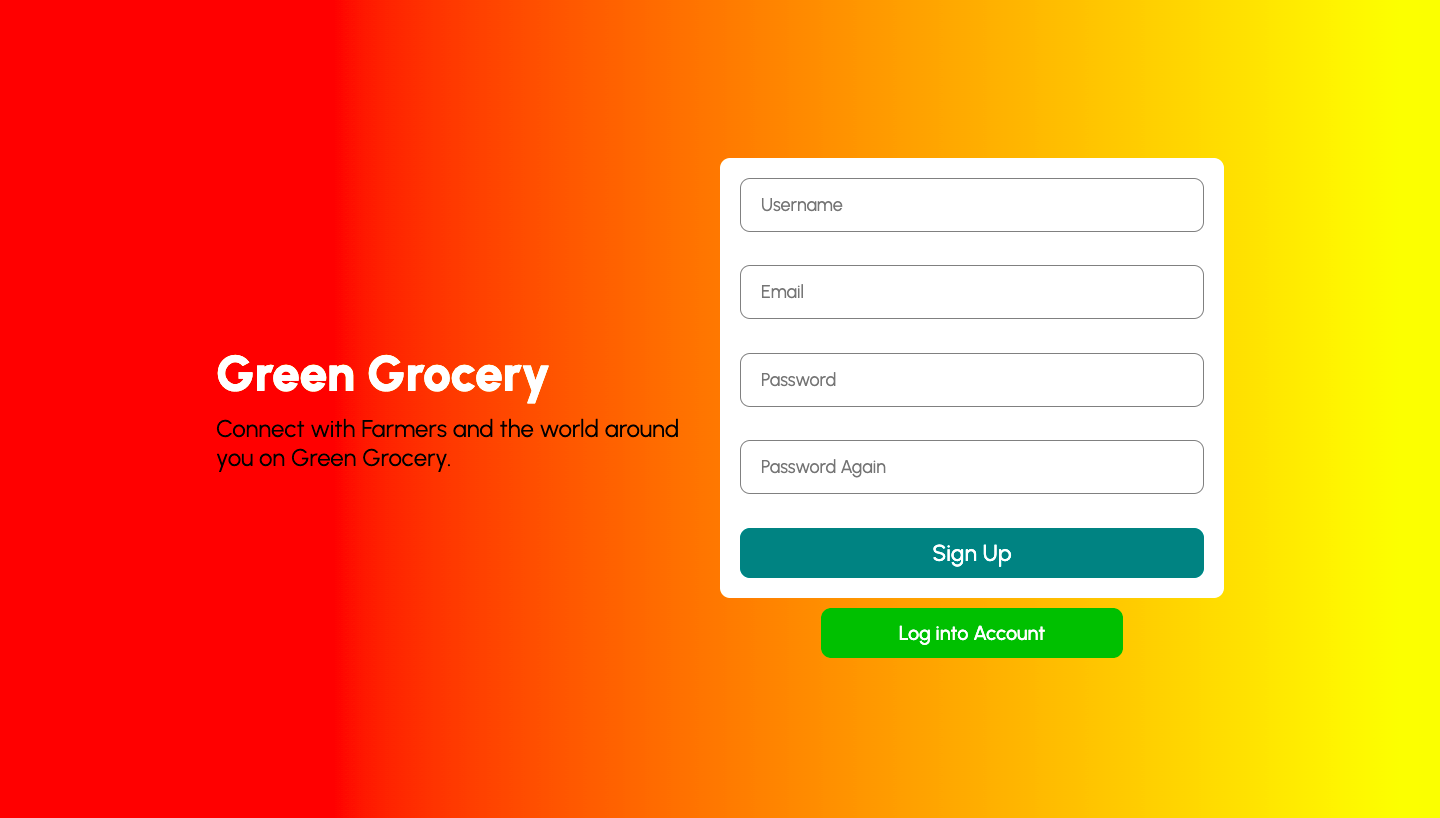 Green Grocery
Connect with Farmers and the world around
you on Green Grocery.
Username
Email
Password
Password Again
Sign Up
Log into Account